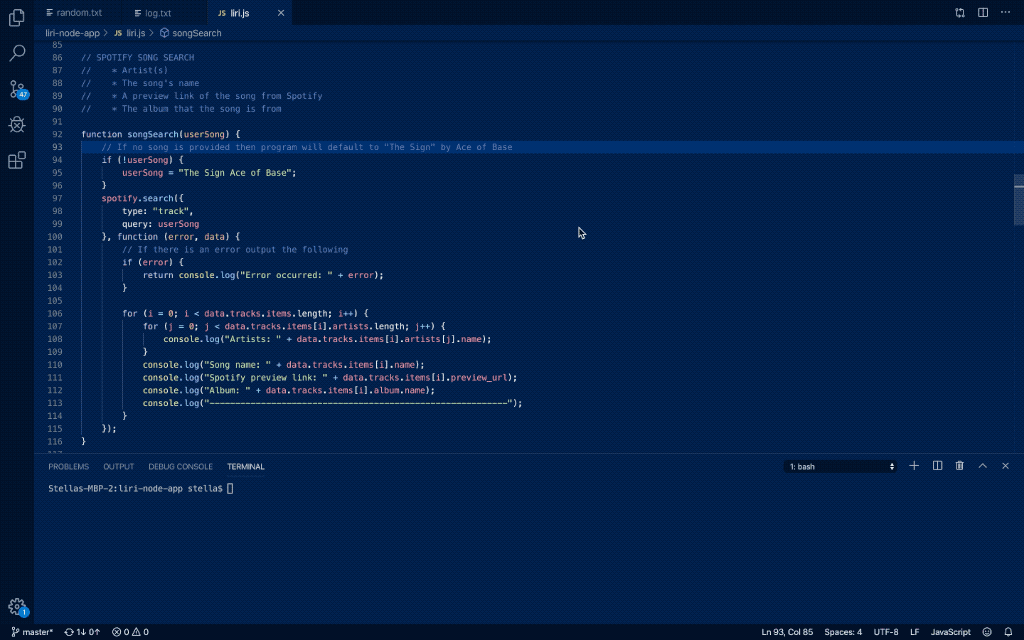 random.txt log.txt JS liri.js
liri-node-app > JS liri.js > songSearch
85
86 // SPOTIFY SONG SEARCH
87 //    * Artist(s)
88 //    * The song's name
89 //    * A preview link of the song from Spotify
90 //    * The album that the song is from
91
92 function songSearch(userSong) {
93     // If no song is provided then program will default to "The Sign" by Ace of Base
94     if (!userSong) {
95         userSong = "The Sign Ace of Base";
96     }
97     spotify.search({
98         type: "track",
99         query: userSong
100     }, function (error, data) {
101         // If there is an error output the following
102         if (error) {
103             return console.log("Error occurred: " + error);
104         }
105
106         for (i = 0; i < data.tracks.items.length; i++) {
107             for (j = 0; j < data.tracks.items[i].artists.length; j++) {
108                 console.log("Artists: " + data.tracks.items[i].artists[j].name);
109             }
110             console.log("Song name: " + data.tracks.items[i].name);
111             console.log("Spotify preview link: " + data.tracks.items[i].preview_url);
112             console.log("Album: " + data.tracks.items[i].album.name);
113             console.log("----------------------------------------------------------");
114         }
115     });
116 }
47
PROBLEMS OUTPUT DEBUG CONSOLE TERMINAL 1: bash
Stellas-MBP-2:liri-node-app stella$
1
master* 1↓ 0↑ 0 0 Ln 93, Col 85 Spaces: 4 UTF-8 LF JavaScript